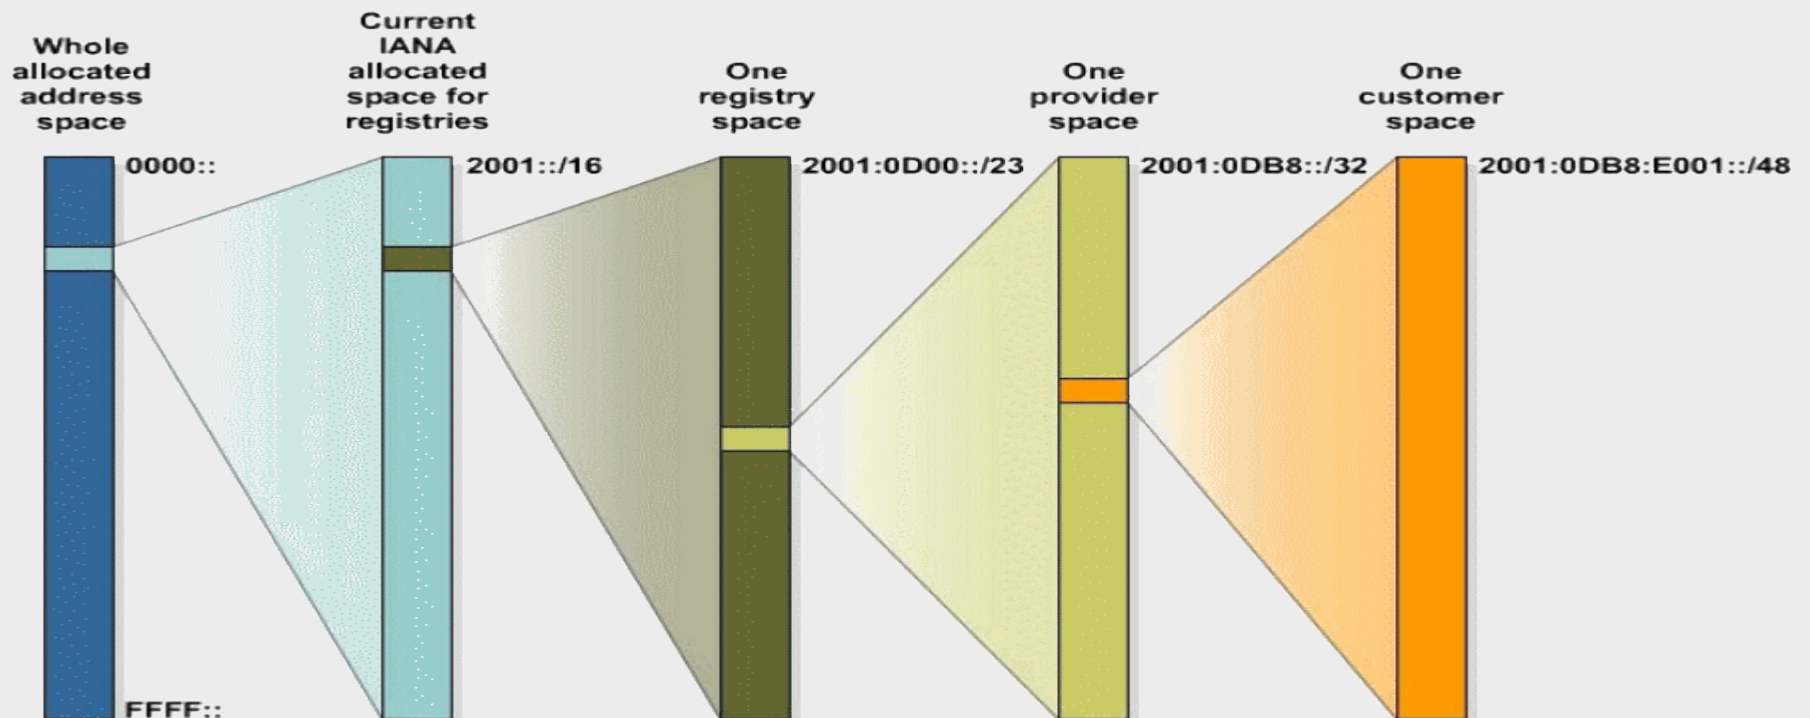 Whole
allocated
address
space
Current
IANA
allocated
space for
registries
One
registry
space
One
provider
space
One
customer
space
0000::
2001::/16
2001:0D00::/23
2001:0DB8::/32
2001:0DB8:E001::/48
FFFF::